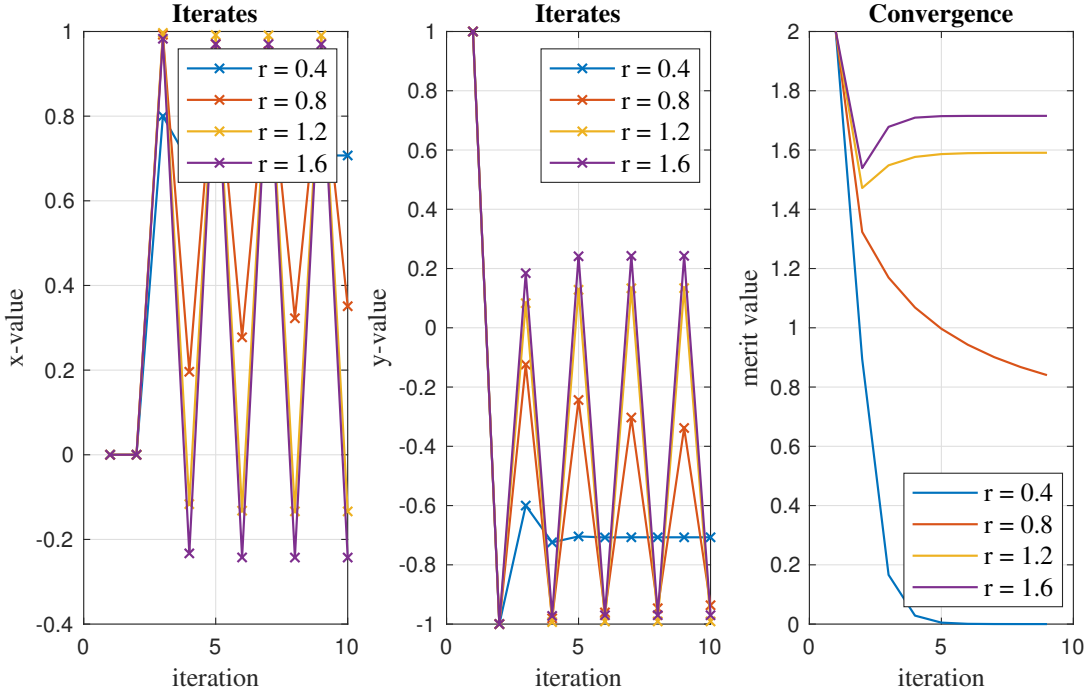 Iterates
1
0.8
0.6
0.4
0.2
0
-0.2
-0.4
x-value
0
5
10
iteration
r = 0.4
r = 0.8
r = 1.2
r = 1.6
Iterates
1
0.8
0.6
0.4
0.2
0
-0.2
-0.4
-0.6
-0.8
-1
y-value
0
5
10
iteration
r = 0.4
r = 0.8
r = 1.2
r = 1.6
Convergence
2
1.8
1.6
1.4
1.2
1
0.8
0.6
0.4
0.2
0
merit value
0
5
10
iteration
r = 0.4
r = 0.8
r = 1.2
r = 1.6